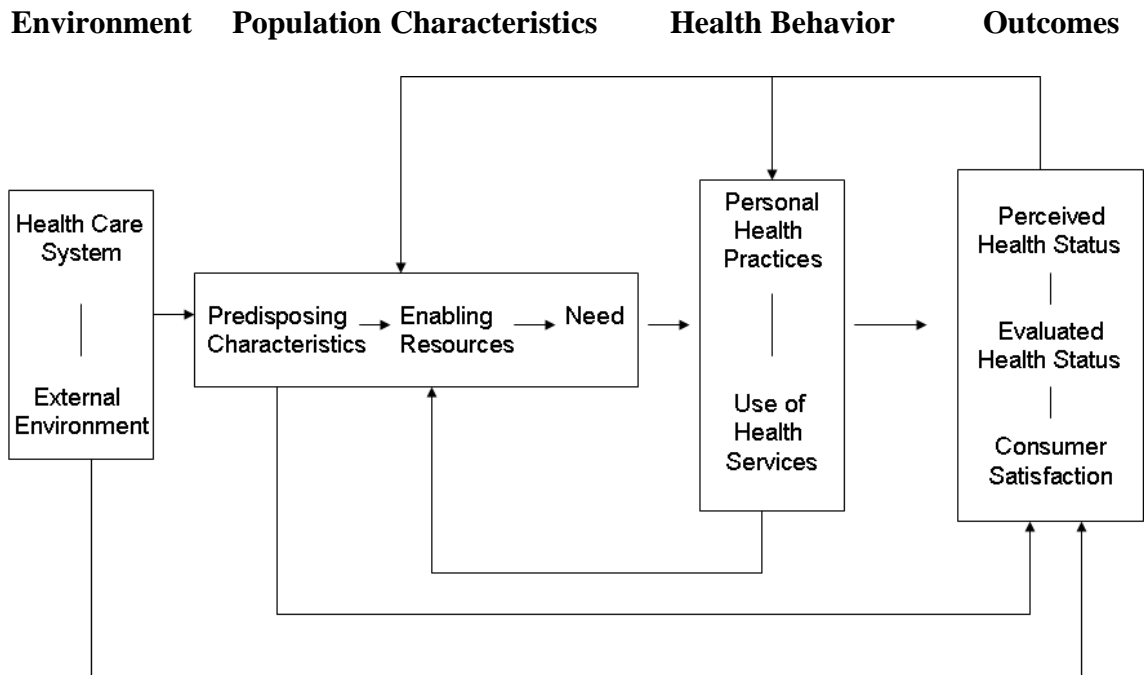 Environment Population Characteristics Health Behavior Outcomes
Health Care
System
External
Environment
Predisposing
Characteristics
Enabling
Resources
Need
Personal
Health
Practices
Use of
Health
Services
Perceived
Health Status
Evaluated
Health Status
Consumer
Satisfaction